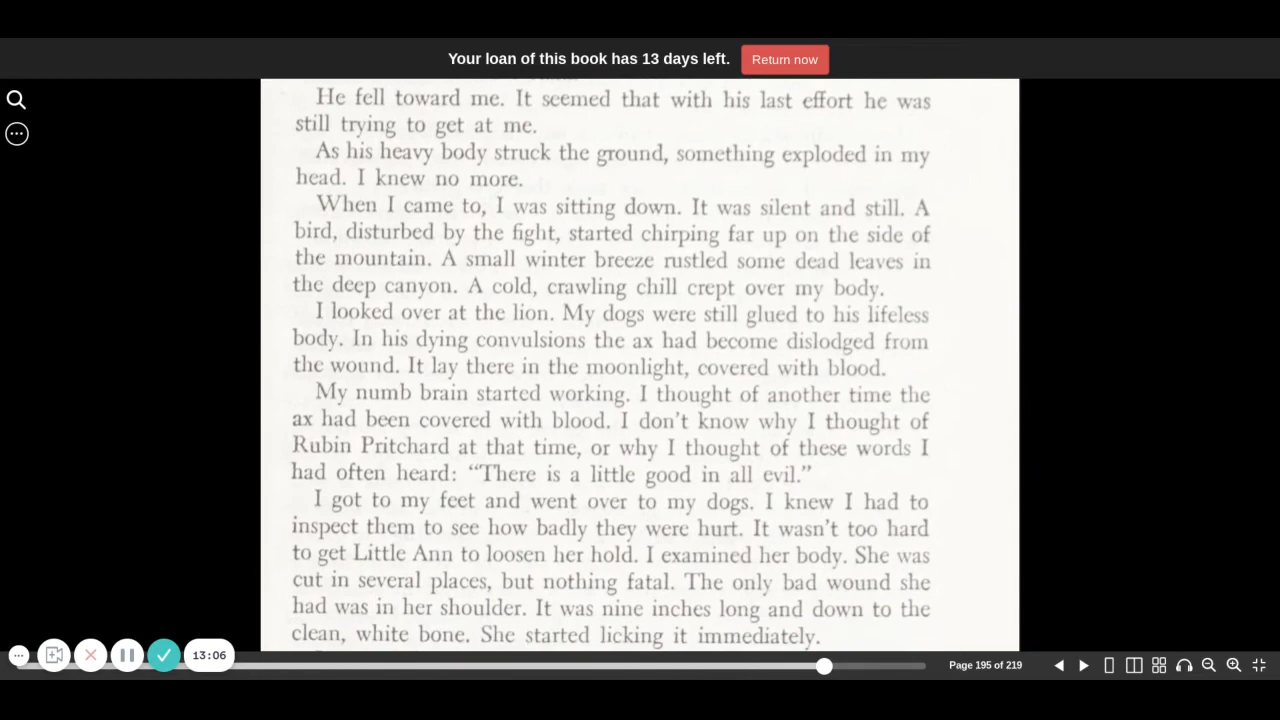 Your loan of this book has 13 days left. Return now
He fell toward me. It seemed that with his last effort he was
still trying to get at me.
As his heavy body struck the ground, something exploded in my
head. I knew no more.
When I came to, I was sitting down. It was silent and still. A
bird, disturbed by the fight, started chirping far up on the side of
the mountain. A small winter breeze rustled some dead leaves in
the deep canyon. A cold, crawling chill crept over my body.
I looked over at the lion. My dogs were still glued to his lifeless
body. In his dying convulsions the ax had become dislodged from
the wound. It lay there in the moonlight, covered with blood.
My numb brain started working. I thought of another time the
ax had been covered with blood. I don't know why I thought of
Rubin Pritchard at that time, or why I thought of these words I
had often heard: "There is a little good in all evil."
I got to my feet and went over to my dogs. I knew I had to
inspect them to see how badly they were hurt. It wasn't too hard
to get Little Ann to loosen her hold. I examined her body. She was
cut in several places, but nothing fatal. The only bad wound she
had was in her shoulder. It was nine inches long and down to the
clean, white bone. She started licking it immediately.
13:06
Page 195 of 219